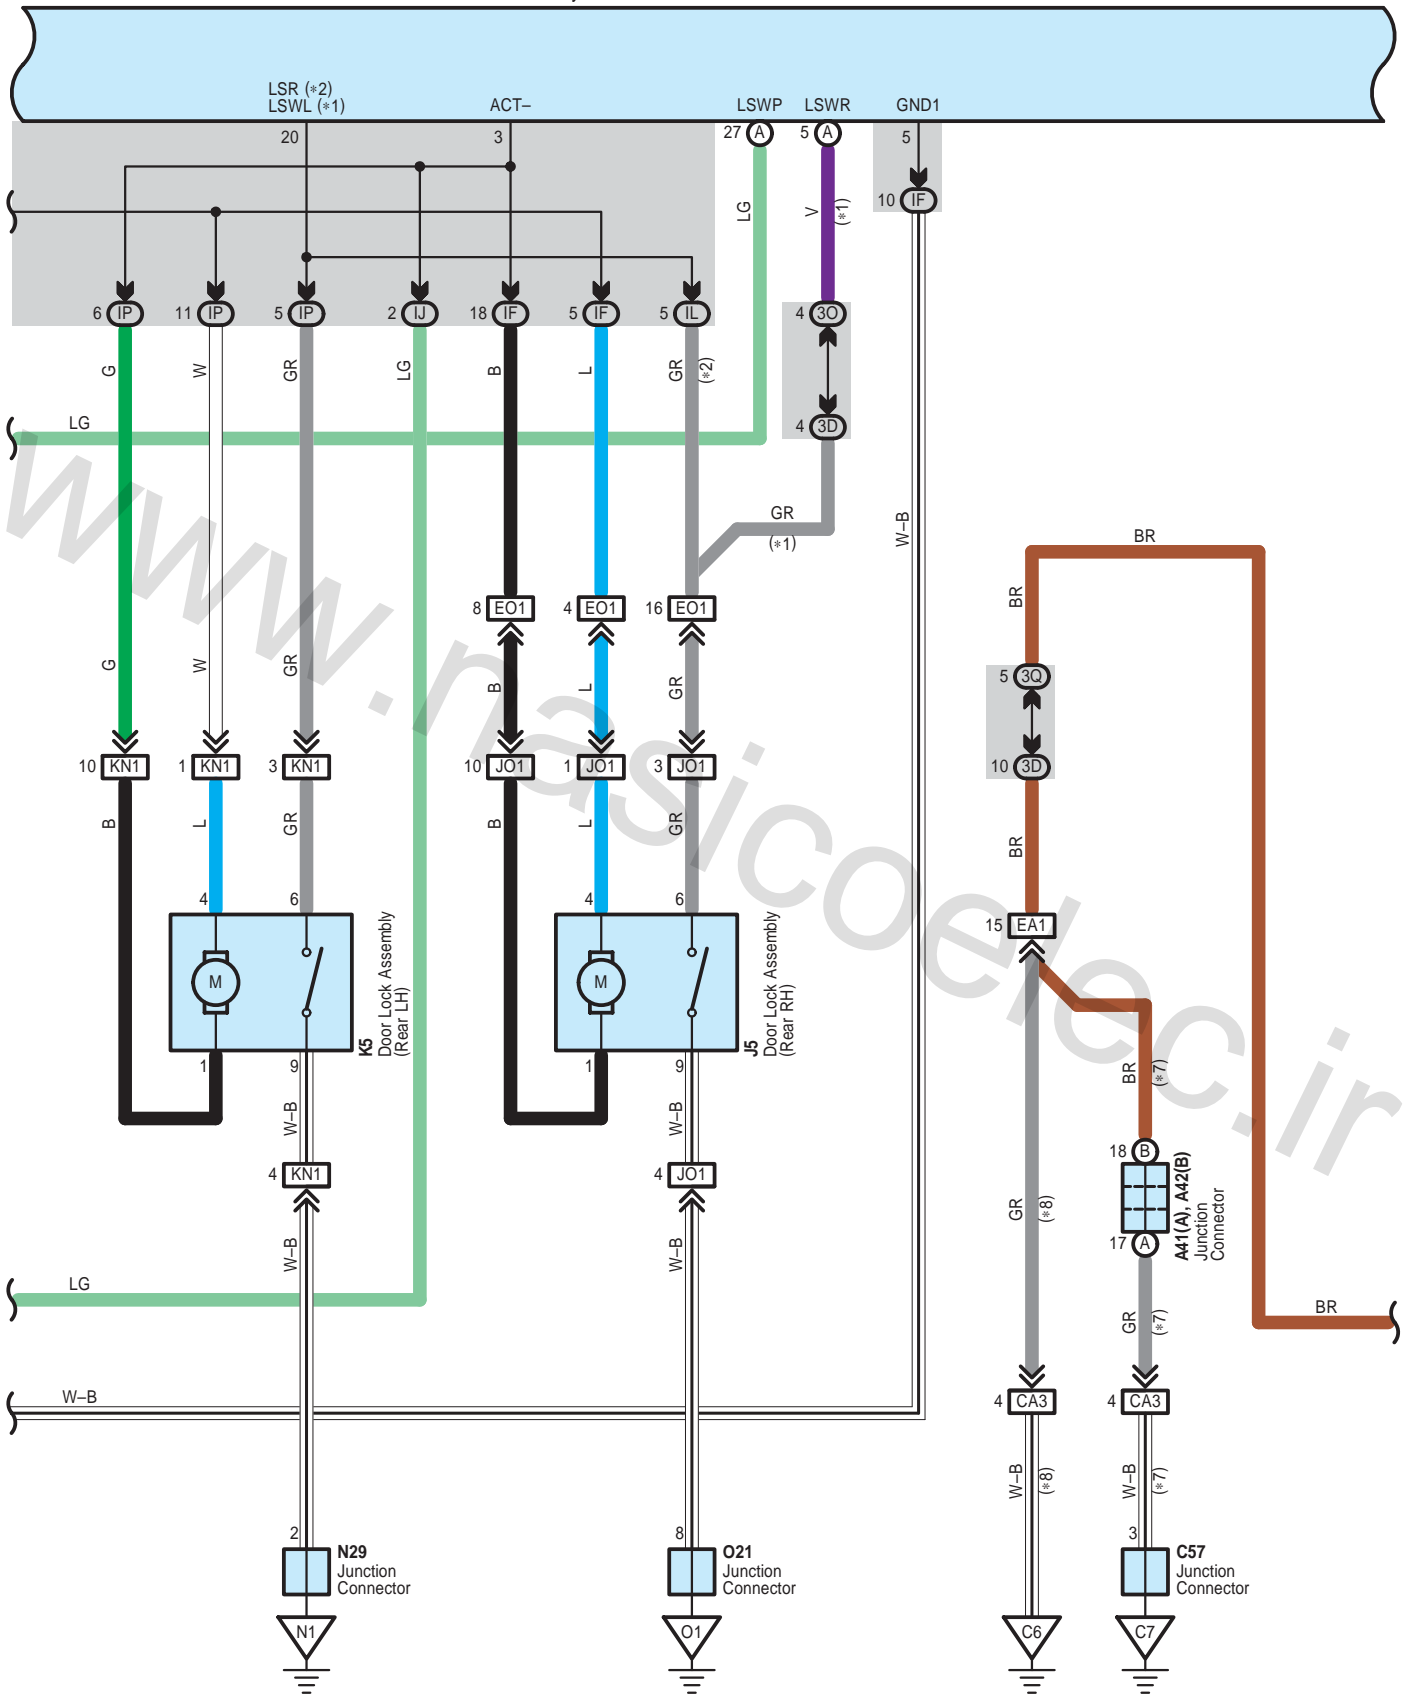 LSR (∗2)
LSWL (∗1)
ACT–
LSWP
LSWR
GND1
20
3
27 A
5 A
5
10 IF
LG
V
(∗1)
6 IP
11 IP
5 IP
2 IJ
18 IF
5 IF
5 IL
4 3O
G
W
GR
LG
B
L
GR
(∗2)
LG
4 3D
GR
(∗1)
W–B
BR
BR
8 EO1
4 EO1
16 EO1
G
W
GR
B
L
GR
5 3Q
10 KN1
1 KN1
3 KN1
10 JO1
1 JO1
3 JO1
10 3D
B
L
GR
B
L
GR
BR
4
6
4
6
15 EA1
M
M
K5
Door Lock Assembly
(Rear LH)
J5
Door Lock Assembly
(Rear RH)
1
9
1
9
BR
(∗7)
W–B
W–B
4 KN1
4 JO1
18 B
A41(A), A42(B)
Junction
Connector
17 A
GR
(∗8)
W–B
W–B
LG
GR
(∗7)
BR
W–B
4 CA3
4 CA3
W–B
(∗8)
W–B
(∗7)
2
8
3
N29
Junction
Connector
O21
Junction
Connector
C57
Junction
Connector
N1
O1
C6
C7
www.nasicoelec.ir